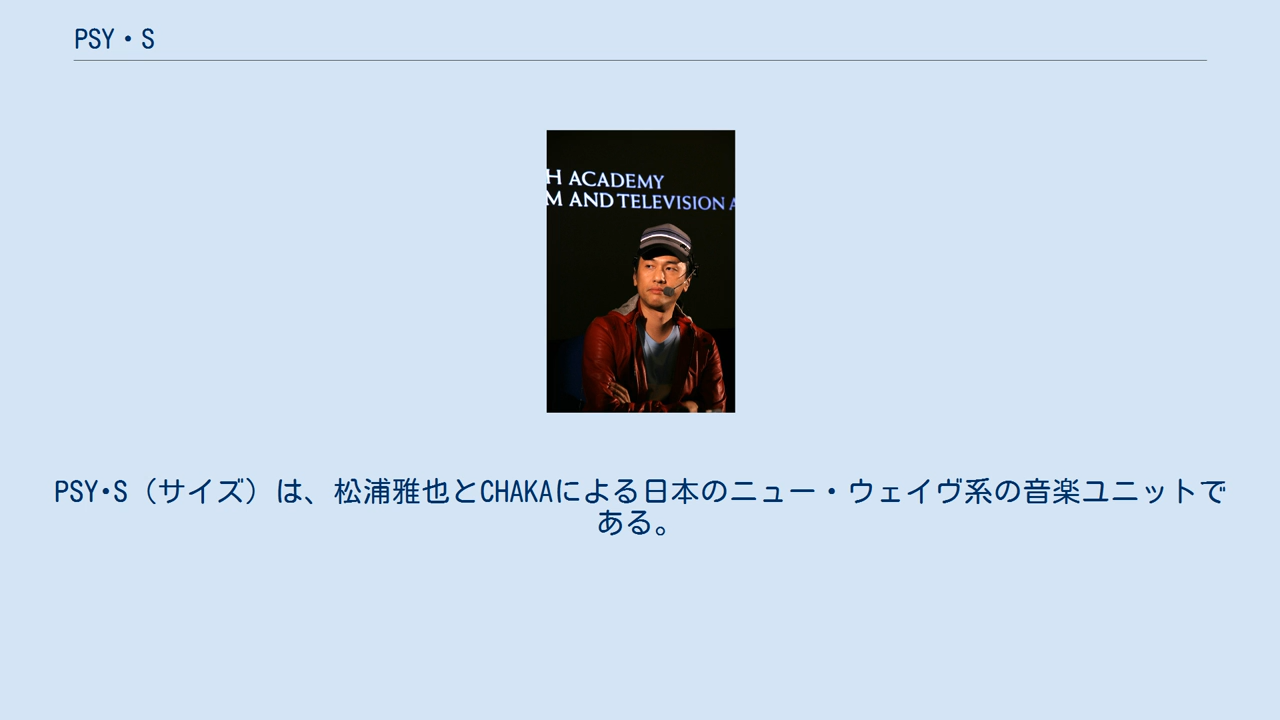 PSY・S
H ACADEMY
M AND TELEVISION A
PSY･S（サイズ）は、松浦雅也とCHAKAによる日本のニュー・ウェイヴ系の音楽ユニットで
ある。